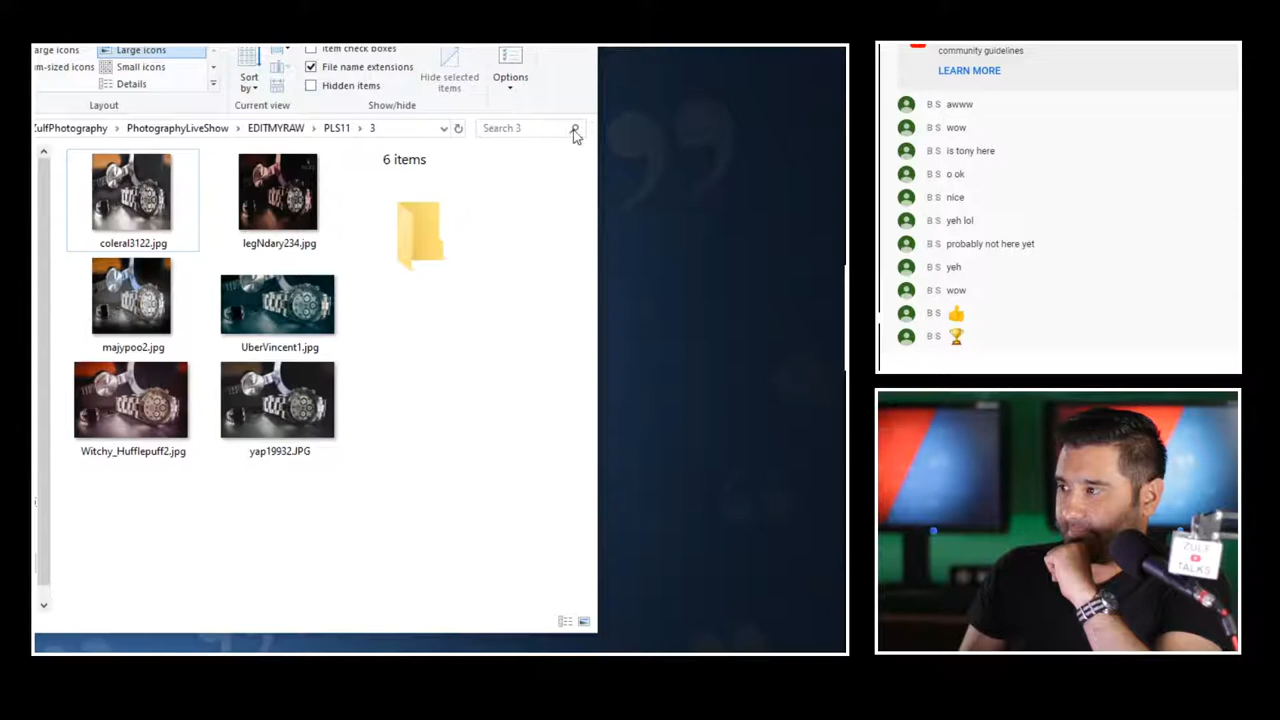 arge icons
Large icons
m-sized icons
Small icons
Details
Layout
Sort by
Current view
Item check boxes
File name extensions
Hidden items
Hide selected items
Show/hide
Options
ulfPhotography > PhotographyLiveShow > EDITMYRAW > PLS11 > 3
Search 3
6 items
coleral3122.jpg
legNdary234.jpg
majypoo2.jpg
UberVincent1.jpg
Witchy_Hufflepuff2.jpg
yap19932.JPG
community guidelines
LEARN MORE
B S awww
B S wow
B S is tony here
B S o ok
B S nice
B S yeh lol
B S probably not here yet
B S yeh
B S wow
B S 👍
B S 🏆
ZULF
TALKS